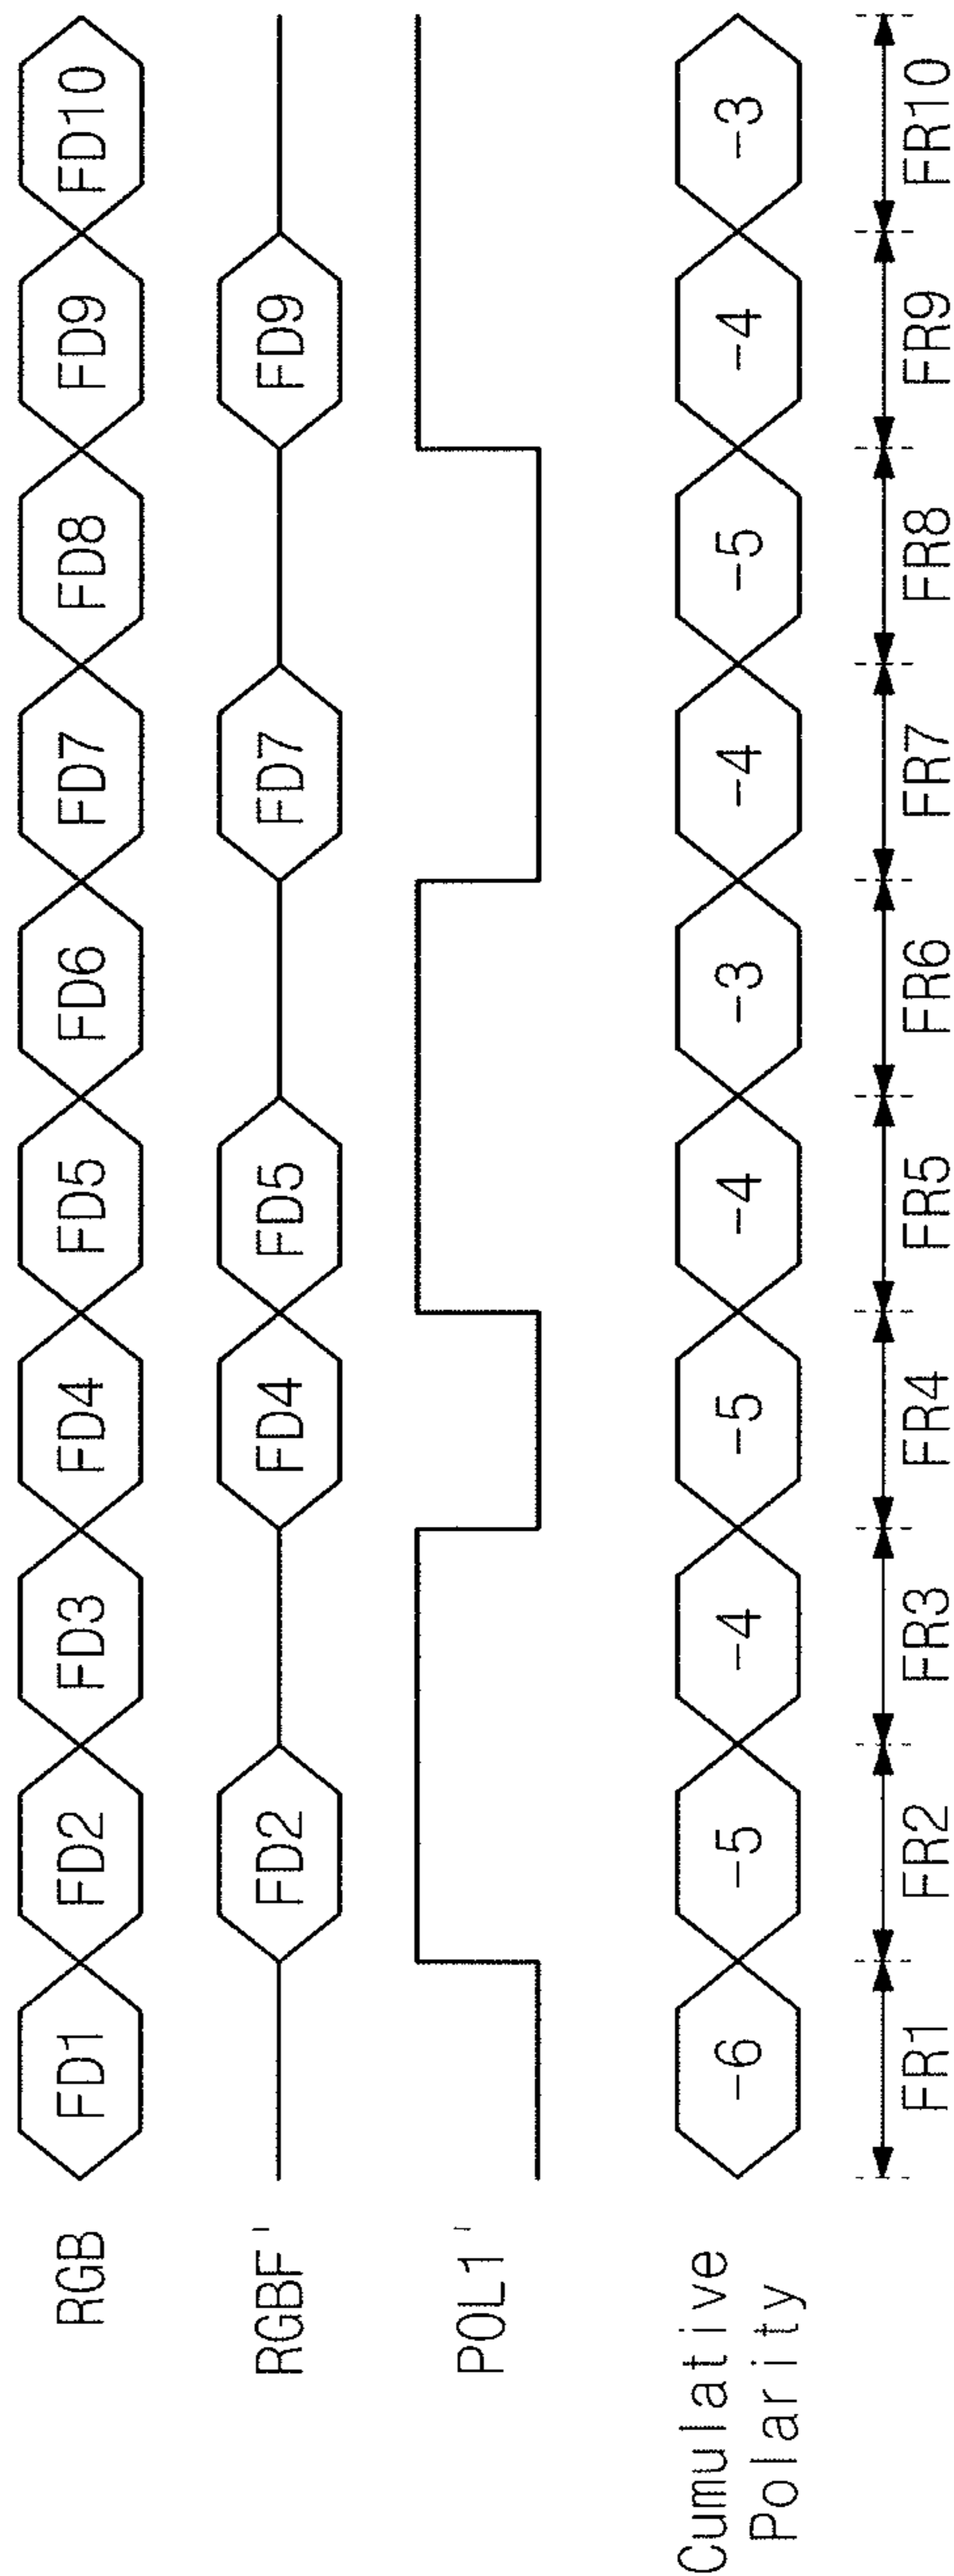 RGB FD1 FD2 FD3 FD4 FD5 FD6 FD7 FD8 FD9 FD10
RGBF' FD2 FD4 FD5 FD7 FD9
POL1'
Cumulative
Polarity
-6 -5 -4 -5 -4 -3 -4 -5 -4 -3
FR1 FR2 FR3 FR4 FR5 FR6 FR7 FR8 FR9 FR10